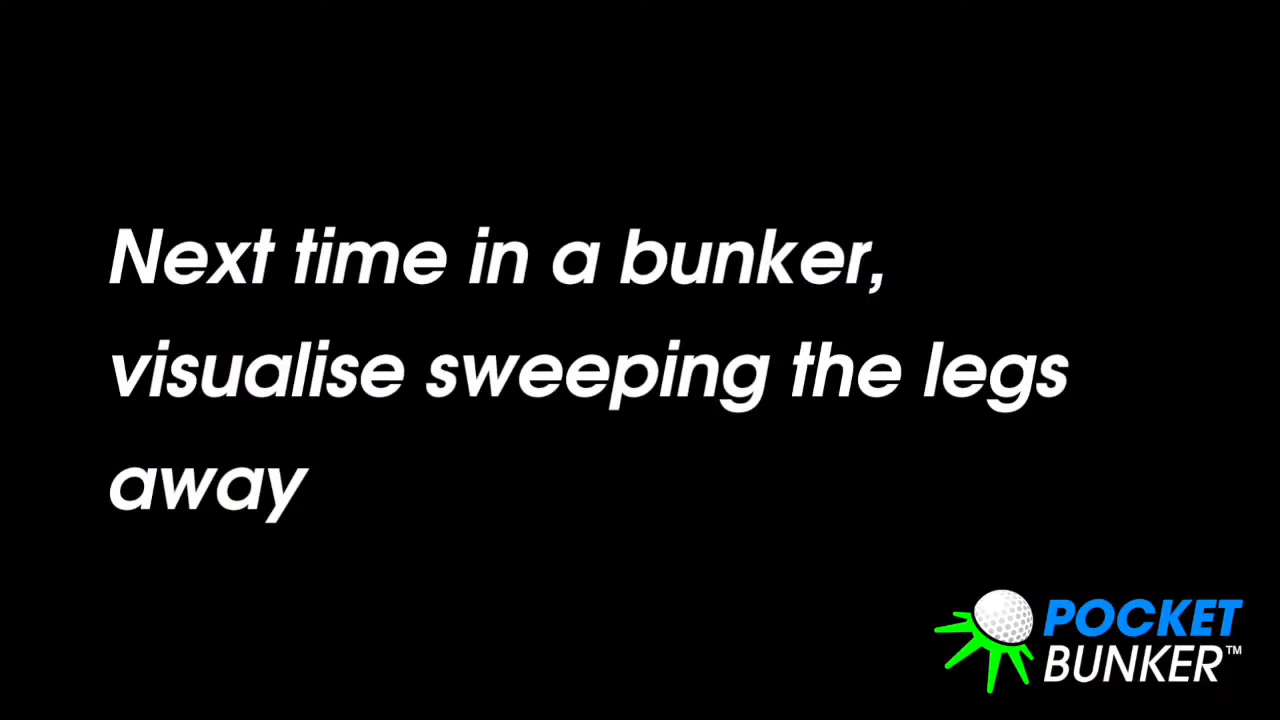 Next time in a bunker,
visualise sweeping the legs
away
POCKET
BUNKER™